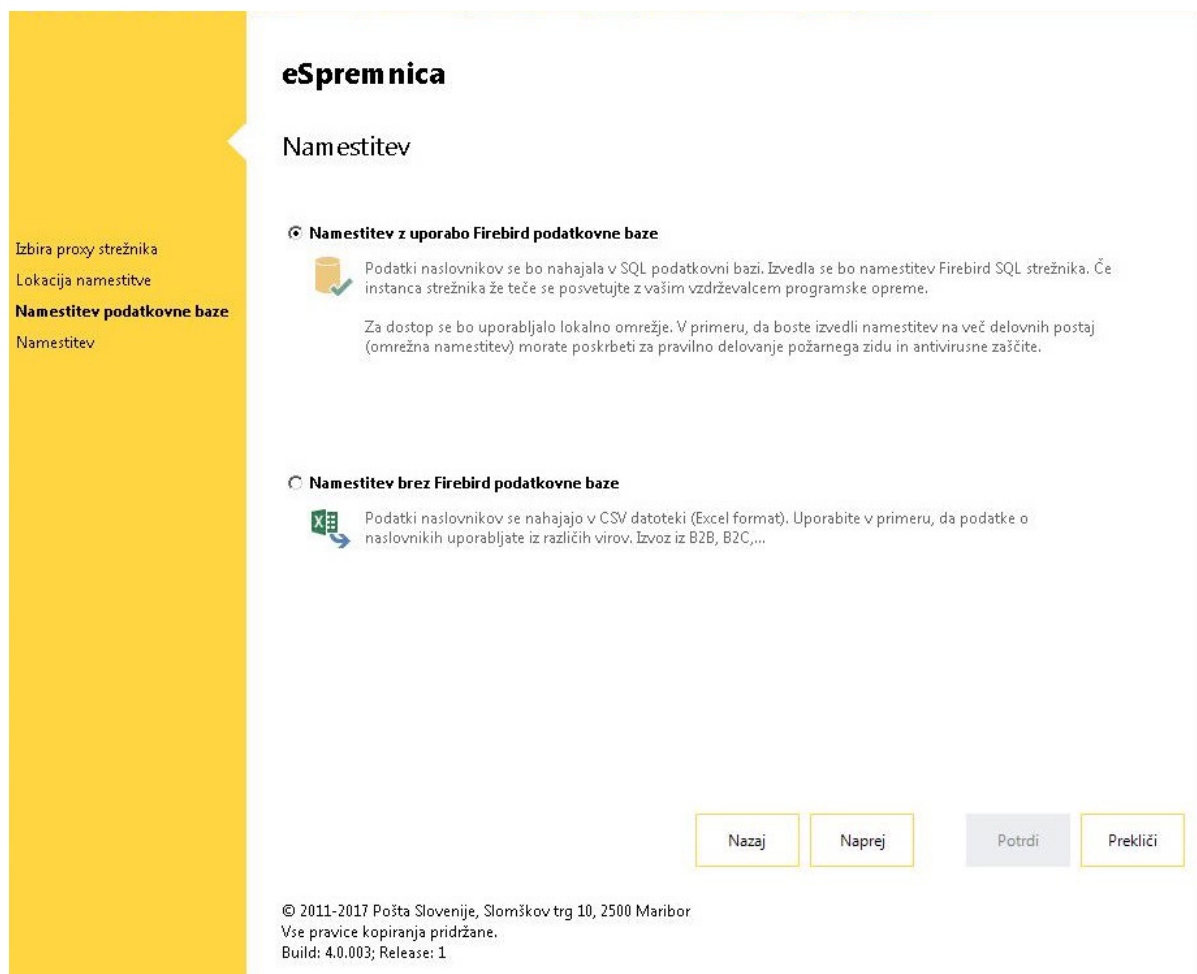 eSpremnica
Namestitev
Izbira proxy strežnika
Lokacija namestitve
Namestitev podatkovne baze
Namestitev
Namestitev z uporabo Firebird podatkovne baze
Podatki naslovnikov se bo nahajala v SQL podatkovni bazi. Izvedla se bo namestitev Firebird SQL strežnika. Če
instanca strežnika že teče se posvetujte z vašim vzdrževalcem programske opreme.
Za dostop se bo uporabljalo lokalno omrežje. V primeru, da boste izvedli namestitev na več delovnih postaj
(omrežna namestitev) morate poskrbeti za pravilno delovanje požarnega zidu in antivirusne zaščite.
Namestitev brez Firebird podatkovne baze
Podatki naslovnikov se nahajajo v CSV datoteki (Excel format). Uporabite v primeru, da podatke o
naslovnikih uporabljate iz različih virov. Izvoz iz B2B, B2C,...
Nazaj
Naprej
Potrdi
Prekliči
© 2011-2017 Pošta Slovenije, Slomškov trg 10, 2500 Maribor
Vse pravice kopiranja pridržane.
Build: 4.0.003; Release: 1